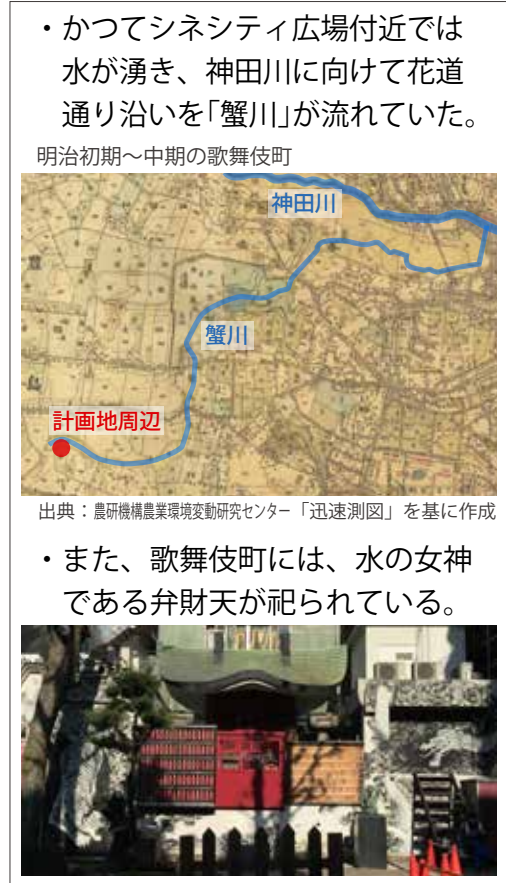 ・かつてシネシティ広場付近では
水が湧き、神田川に向けて花道
通り沿いを「蟹川」が流れていた。
明治初期～中期の歌舞伎町
神田川
蟹川
計画地周辺
出典：農研機構農業環境変動研究センター「迅速測図」を基に作成
・また、歌舞伎町には、水の女神
である弁財天が祀られている。